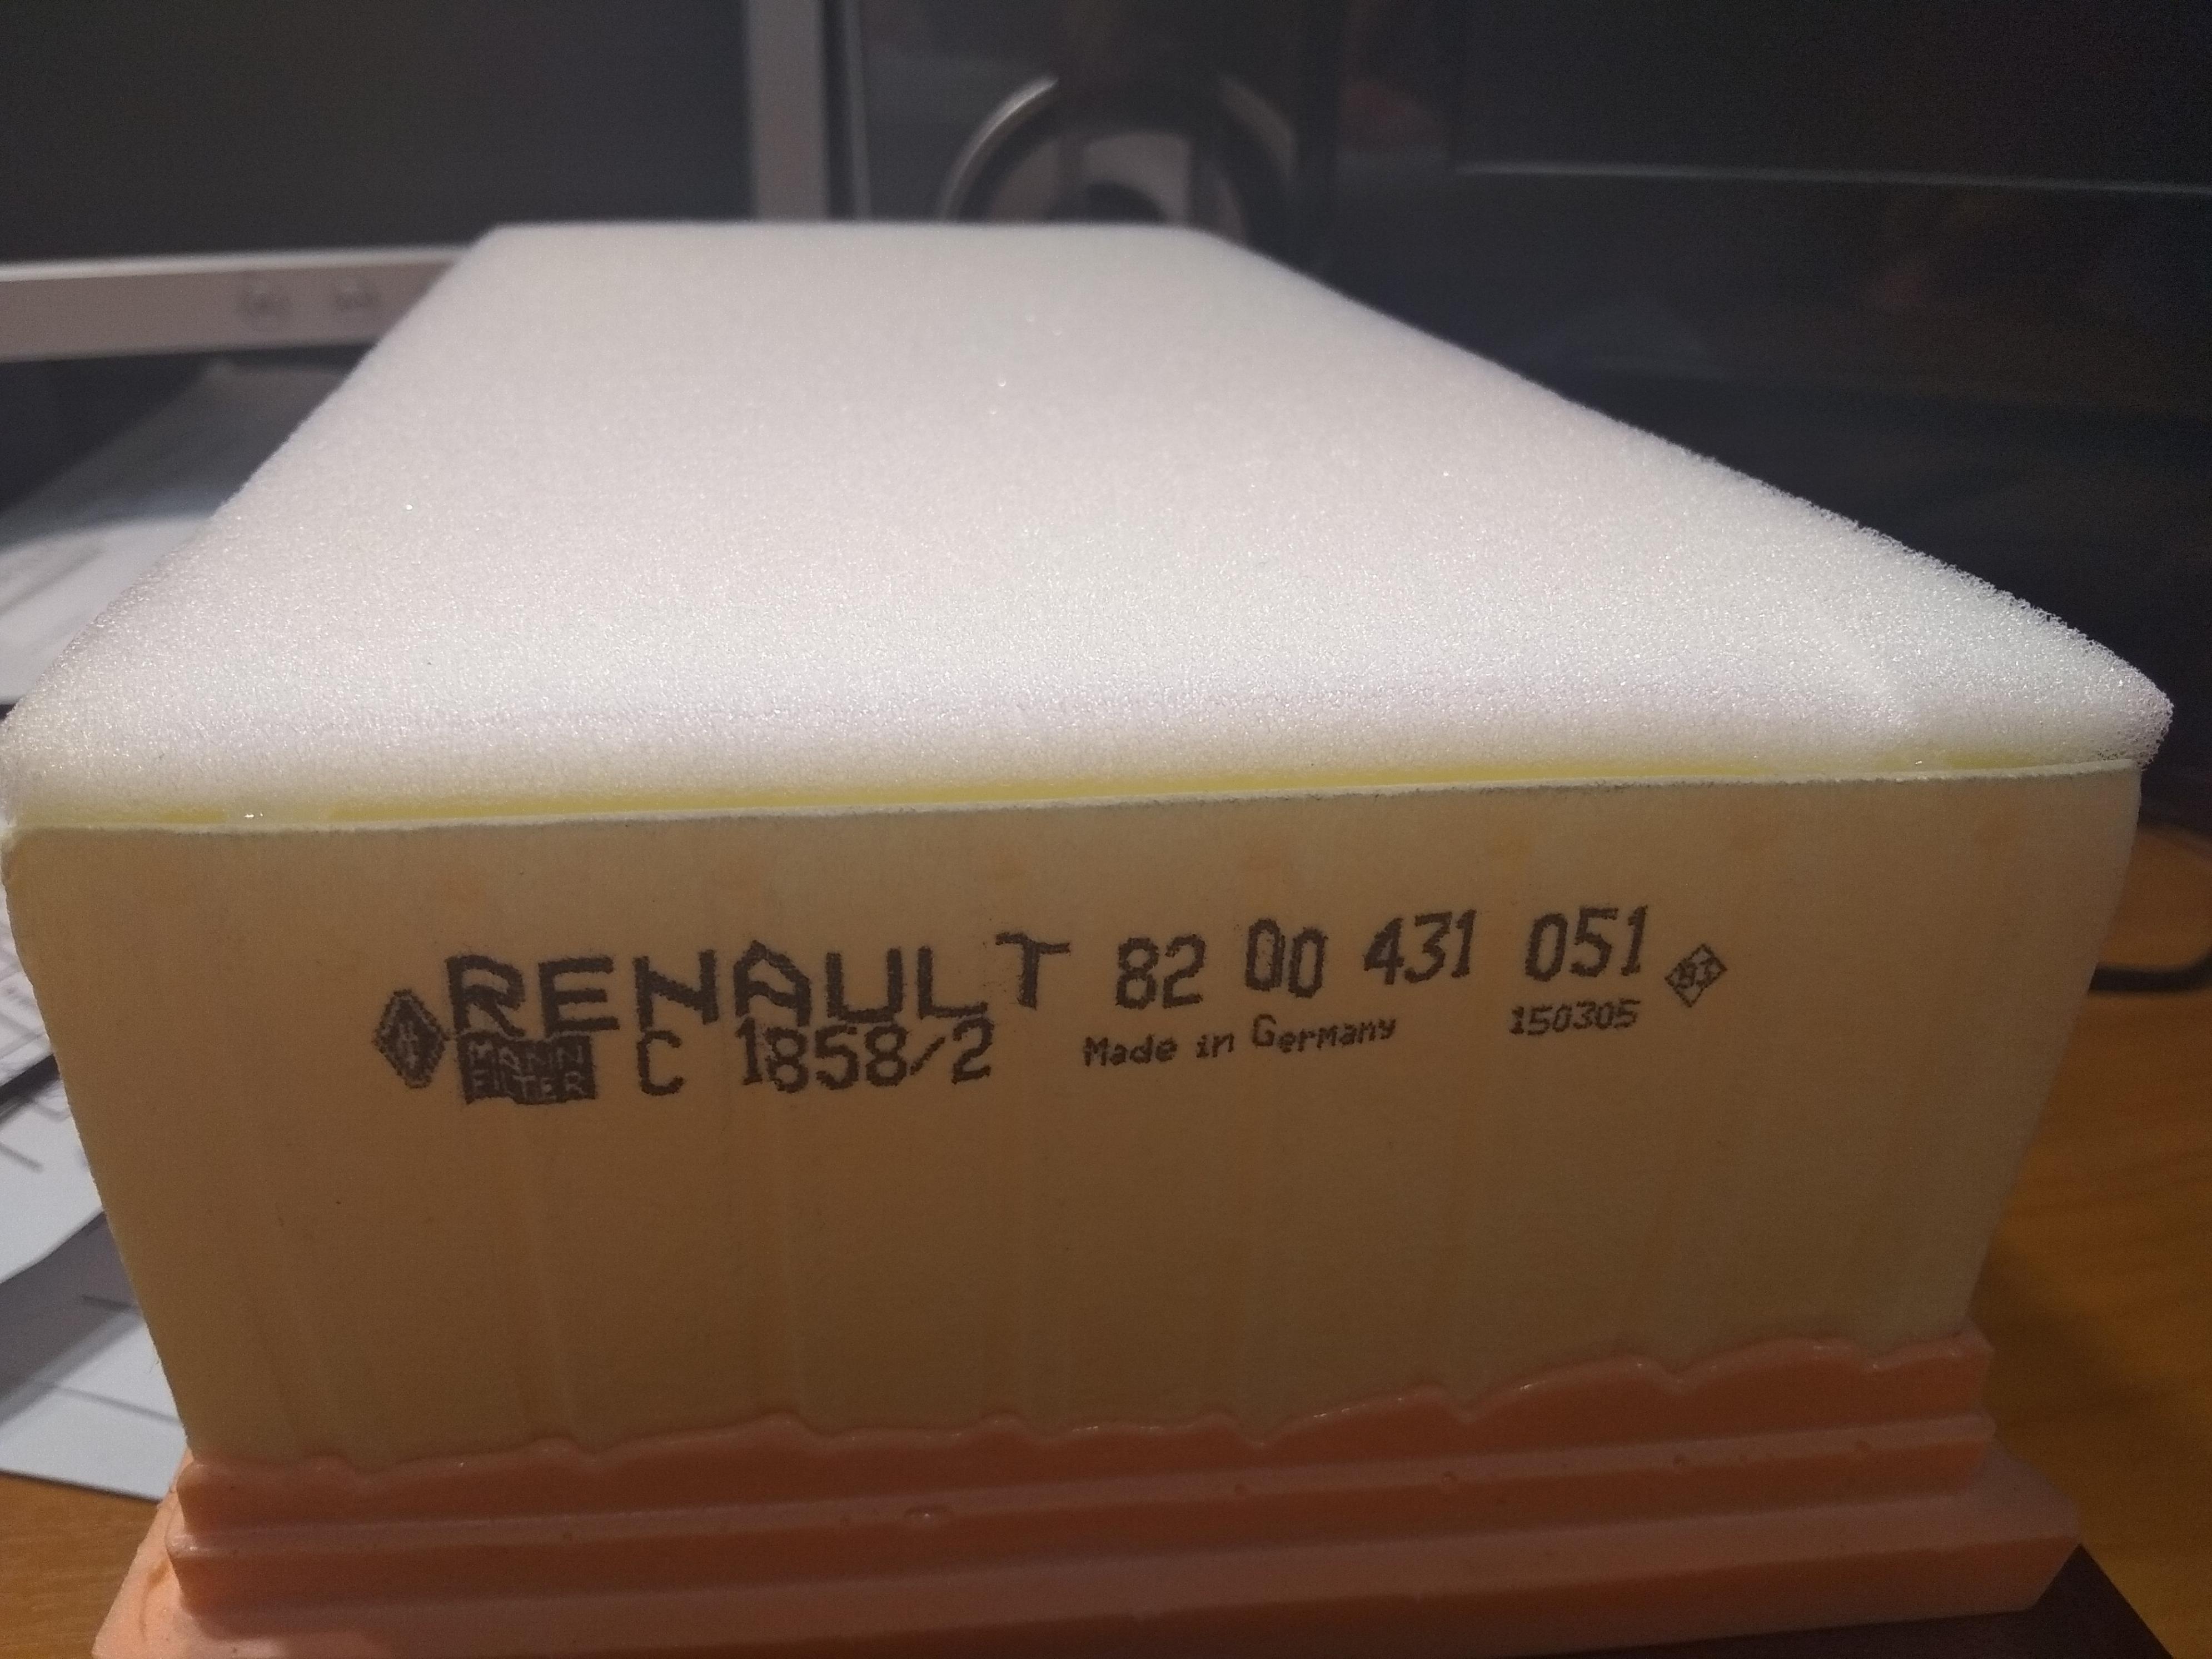 RENAULT 82 00 431 051
MANN FILTER C 1858/2 Made in Germany 150305